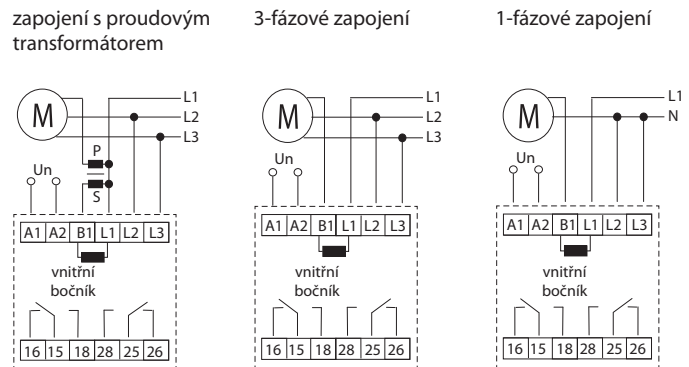 zapojení s proudovým
transformátorem
M
L1
L2
L3
P
S
Un
A1 A2 B1 L1 L2 L3
vnitřní
bočník
16 15 18 28 25 26
3-fázové zapojení
M
L1
L2
L3
Un
A1 A2 B1 L1 L2 L3
vnitřní
bočník
16 15 18 28 25 26
1-fázové zapojení
M
L1
N
Un
A1 A2 B1 L1 L2 L3
vnitřní
bočník
16 15 18 28 25 26